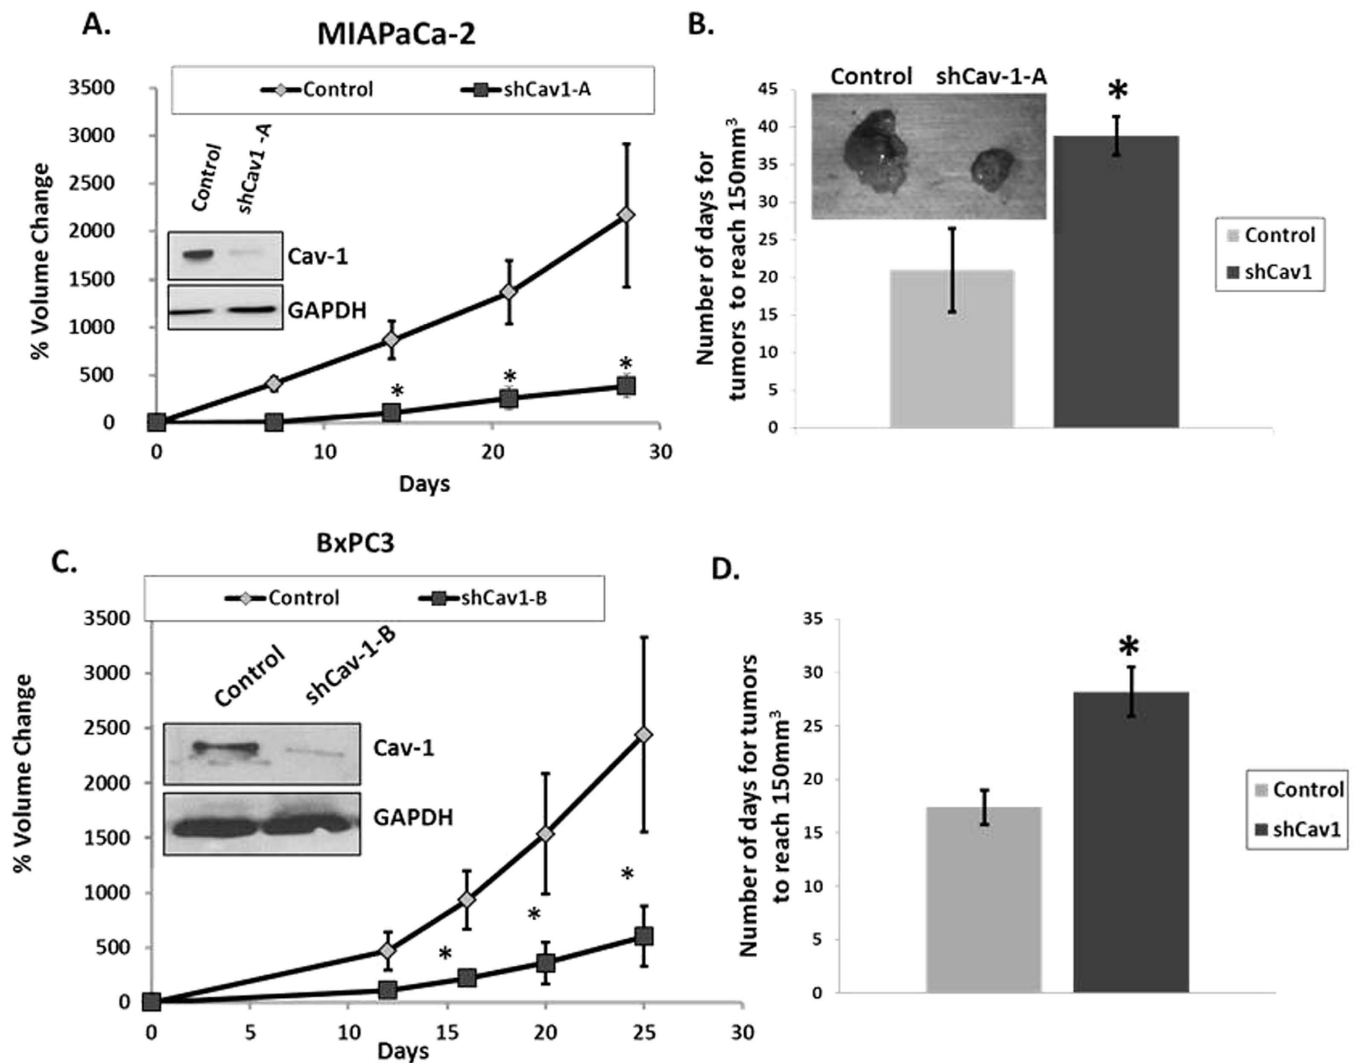 A.
MIAPaCa-2
Control
shCav1-A
3500
3000
2500
2000
1500
1000
500
0
% Volume Change
Control
shCav1 -A
Cav-1
GAPDH
*
*
*
0
10
20
30
Days
B.
Control
shCav-1-A
*
45
40
35
30
25
20
15
10
5
0
Number of days for
tumors to reach 150mm³
Control
shCav1
C.
BxPC3
Control
shCav1-B
3500
3000
2500
2000
1500
1000
500
0
% Volume Change
Control
shCav-1-B
Cav-1
GAPDH
*
*
*
0
5
10
15
20
25
30
Days
D.
*
35
30
25
20
15
10
5
0
Number of days for tumors
to reach 150mm³
Control
shCav1